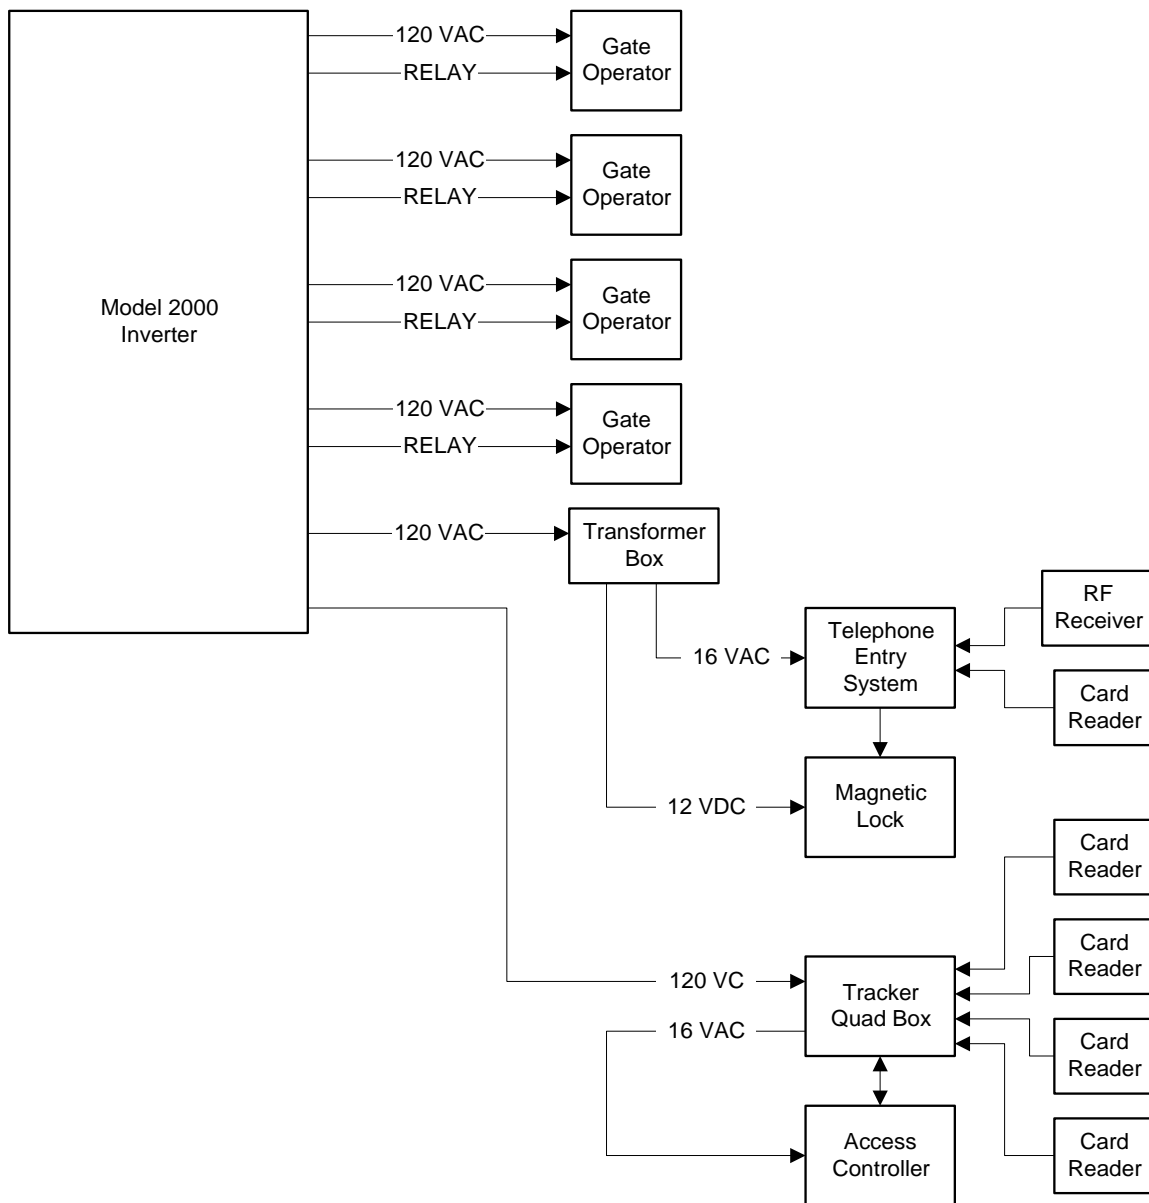 120 VAC
Gate
Operator
RELAY
120 VAC
Gate
Operator
RELAY
Model 2000
Inverter
120 VAC
Gate
Operator
RELAY
120 VAC
Gate
Operator
RELAY
120 VAC
Transformer
Box
RF
Receiver
Telephone
Entry
System
16 VAC
Card
Reader
12 VDC
Magnetic
Lock
Card
Reader
Card
Reader
120 VC
Tracker
Quad Box
16 VAC
Card
Reader
Access
Controller
Card
Reader